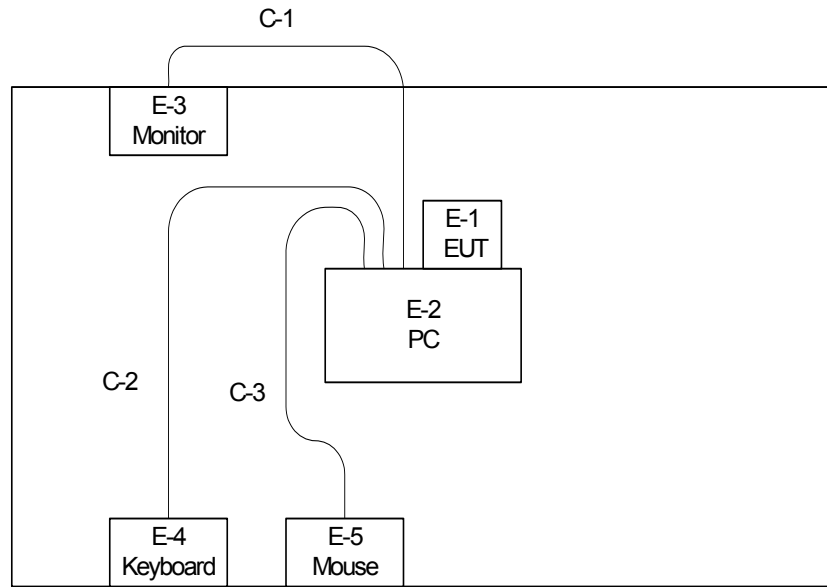 C-1
E-3
Monitor
E-1
EUT
E-2
PC
C-2
C-3
E-4
Keyboard
E-5
Mouse